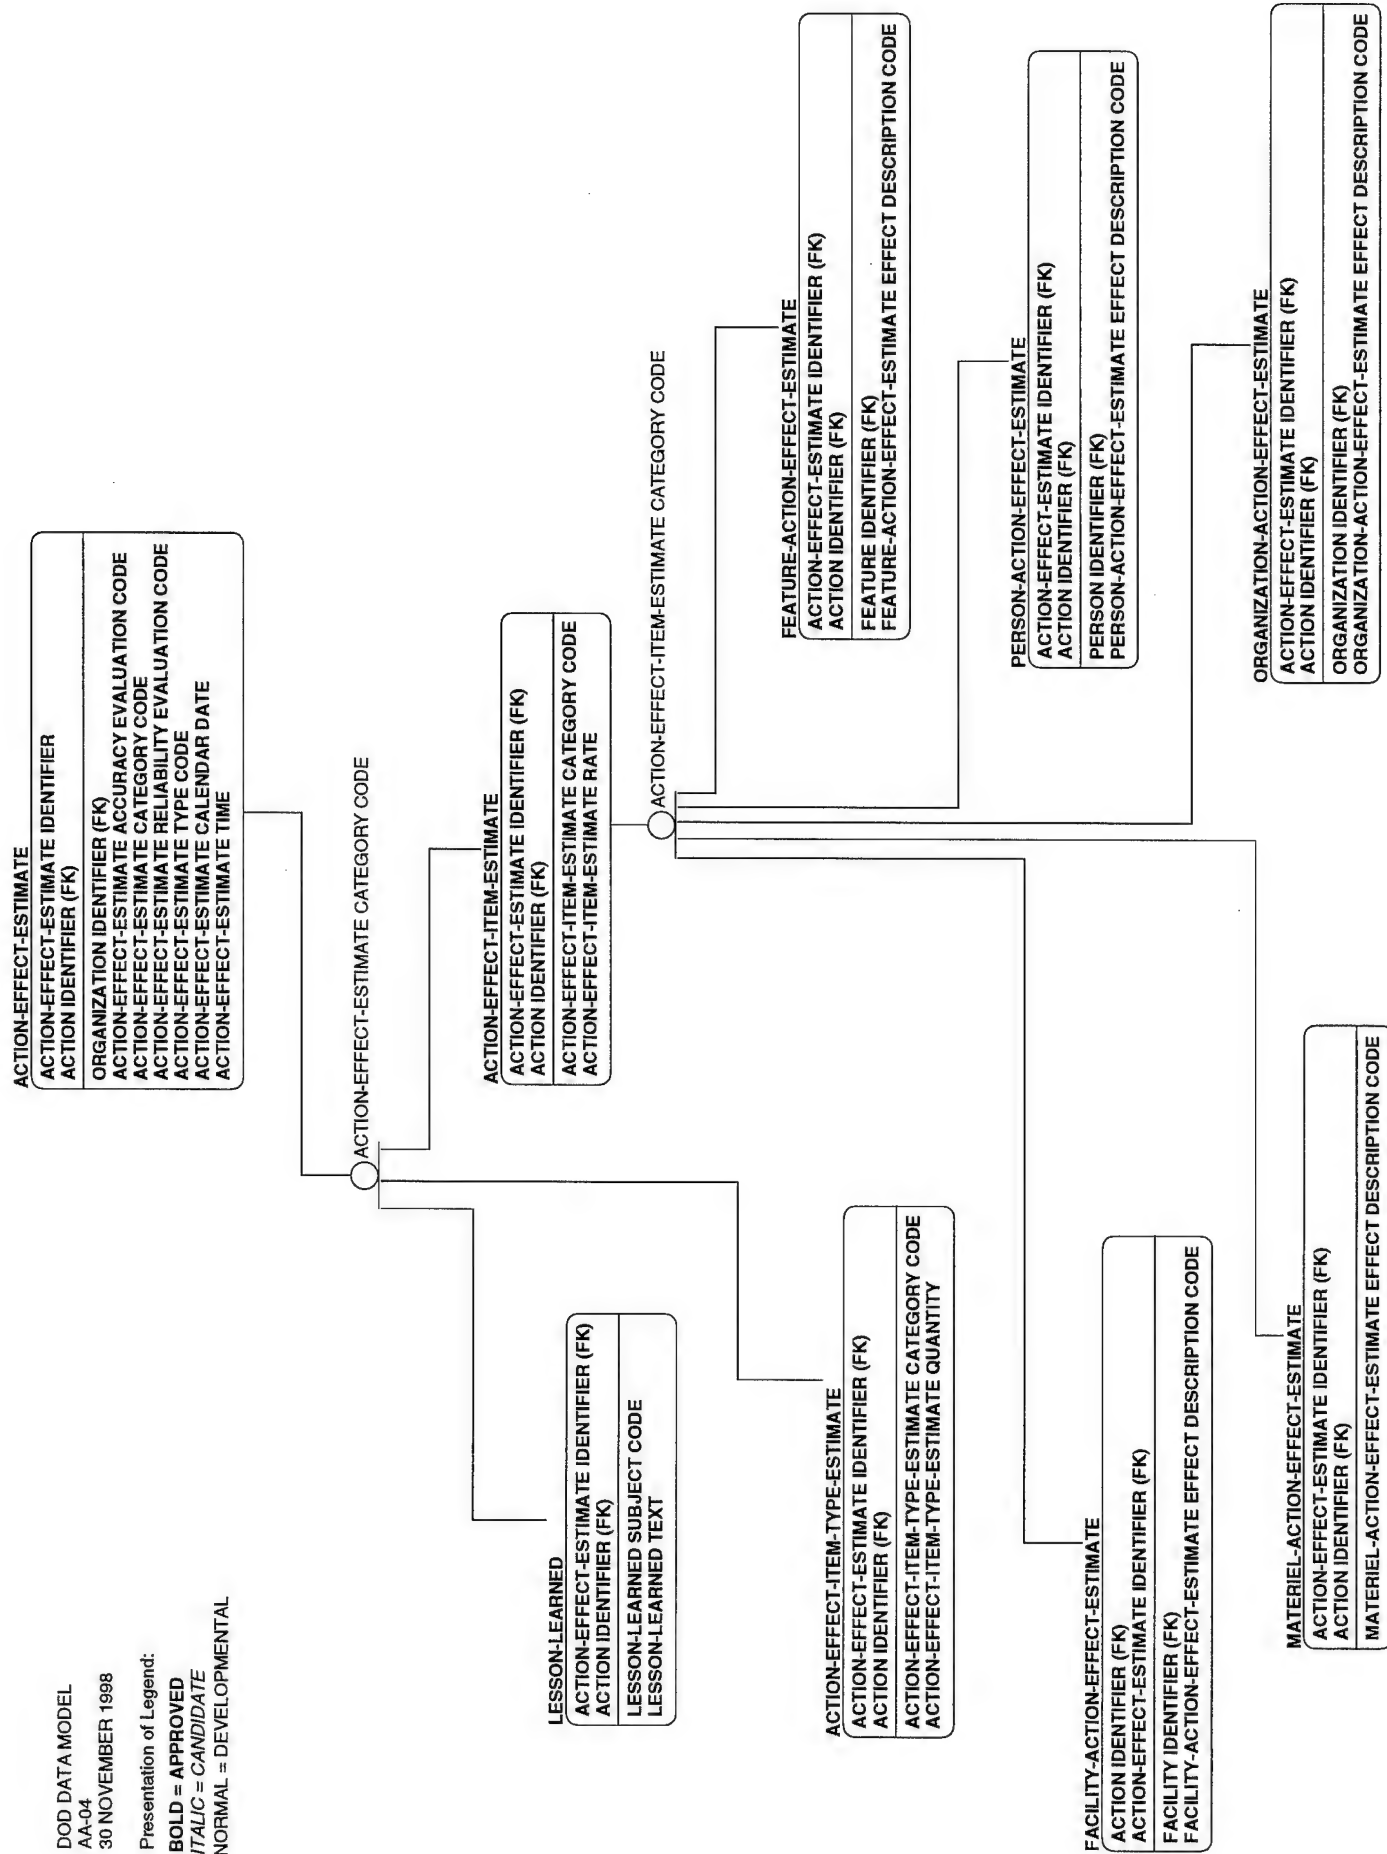 DOD DATA MODEL
AA-04
30 NOVEMBER 1998
Presentation of Legend:
BOLD = APPROVED
ITALIC = CANDIDATE
NORMAL = DEVELOPMENTAL
ACTION-EFFECT-ESTIMATE
ACTION-EFFECT-ESTIMATE IDENTIFIER
ACTION IDENTIFIER (FK)
ORGANIZATION IDENTIFIER (FK)
ACTION-EFFECT-ESTIMATE ACCURACY EVALUATION CODE
ACTION-EFFECT-ESTIMATE CATEGORY CODE
ACTION-EFFECT-ESTIMATE RELIABILITY EVALUATION CODE
ACTION-EFFECT-ESTIMATE TYPE CODE
ACTION-EFFECT-ESTIMATE CALENDAR DATE
ACTION-EFFECT-ESTIMATE TIME
ACTION-EFFECT-ESTIMATE CATEGORY CODE
LESSON-LEARNED
ACTION-EFFECT-ESTIMATE IDENTIFIER (FK)
ACTION IDENTIFIER (FK)
LESSON-LEARNED SUBJECT CODE
LESSON-LEARNED TEXT
ACTION-EFFECT-ITEM-ESTIMATE
ACTION-EFFECT-ESTIMATE IDENTIFIER (FK)
ACTION IDENTIFIER (FK)
ACTION-EFFECT-ITEM-ESTIMATE CATEGORY CODE
ACTION-EFFECT-ITEM-ESTIMATE RATE
ACTION-EFFECT-ITEM-ESTIMATE CATEGORY CODE
ACTION-EFFECT-ITEM-TYPE-ESTIMATE
ACTION-EFFECT-ESTIMATE IDENTIFIER (FK)
ACTION IDENTIFIER (FK)
ACTION-EFFECT-ITEM-TYPE-ESTIMATE CATEGORY CODE
ACTION-EFFECT-ITEM-TYPE-ESTIMATE QUANTITY
FEATURE-ACTION-EFFECT-ESTIMATE
ACTION-EFFECT-ESTIMATE IDENTIFIER (FK)
ACTION IDENTIFIER (FK)
FEATURE IDENTIFIER (FK)
FEATURE-ACTION-EFFECT-ESTIMATE EFFECT DESCRIPTION CODE
PERSON-ACTION-EFFECT-ESTIMATE
ACTION-EFFECT-ESTIMATE IDENTIFIER (FK)
ACTION IDENTIFIER (FK)
PERSON IDENTIFIER (FK)
PERSON-ACTION-EFFECT-ESTIMATE EFFECT DESCRIPTION CODE
FACILITY-ACTION-EFFECT-ESTIMATE
ACTION IDENTIFIER (FK)
ACTION-EFFECT-ESTIMATE IDENTIFIER (FK)
FACILITY IDENTIFIER (FK)
FACILITY-ACTION-EFFECT-ESTIMATE EFFECT DESCRIPTION CODE
ORGANIZATION-ACTION-EFFECT-ESTIMATE
ACTION-EFFECT-ESTIMATE IDENTIFIER (FK)
ACTION IDENTIFIER (FK)
ORGANIZATION IDENTIFIER (FK)
ORGANIZATION-ACTION-EFFECT-ESTIMATE EFFECT DESCRIPTION CODE
MATERIEL-ACTION-EFFECT-ESTIMATE
ACTION-EFFECT-ESTIMATE IDENTIFIER (FK)
ACTION IDENTIFIER (FK)
MATERIEL-ACTION-EFFECT-ESTIMATE EFFECT DESCRIPTION CODE